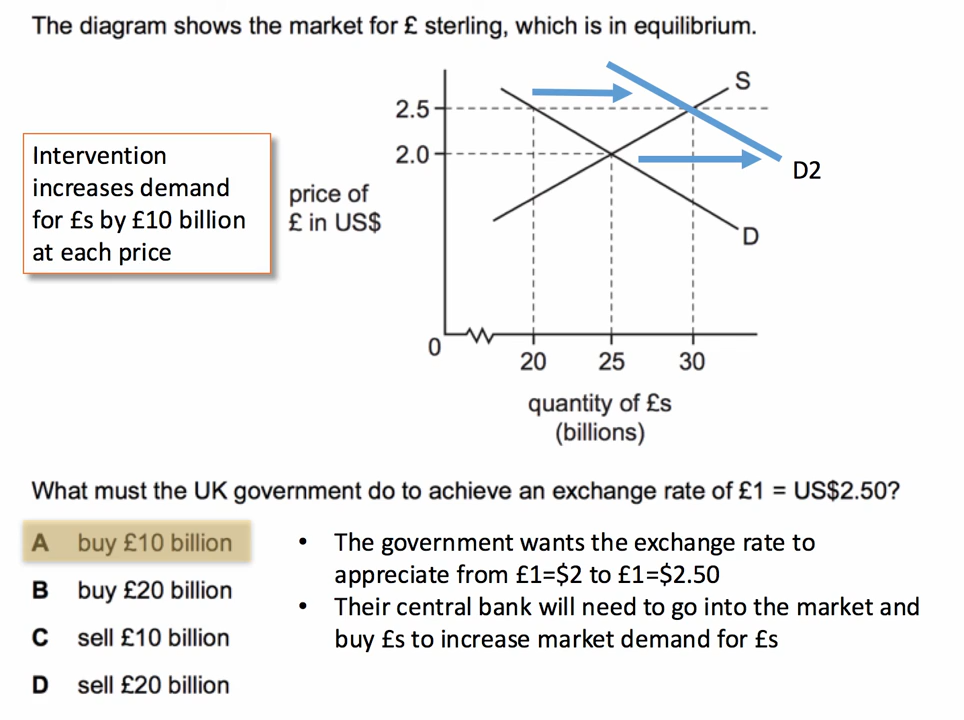 The diagram shows the market for £ sterling, which is in equilibrium.
Intervention
increases demand
for £s by £10 billion
at each price
price of
£ in US$
2.5
2.0
0
S
D2
D
20 25 30
quantity of £s
(billions)
What must the UK government do to achieve an exchange rate of £1 = US$2.50?
A buy £10 billion
B buy £20 billion
C sell £10 billion
D sell £20 billion
• The government wants the exchange rate to
appreciate from £1=$2 to £1=$2.50
• Their central bank will need to go into the market and
buy £s to increase market demand for £s